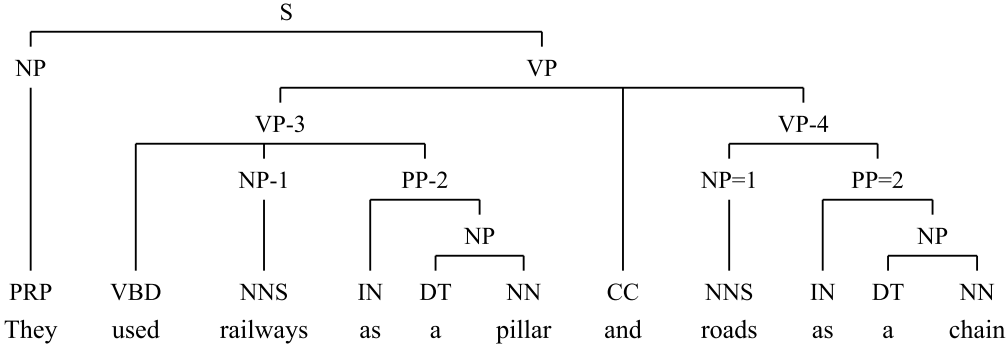 S
NP VP
VP-3 VP-4
NP-1 PP-2 NP=1 PP=2
NP NP
PRP VBD NNS IN DT NN CC NNS IN DT NN
They used railways as a pillar and roads as a chain